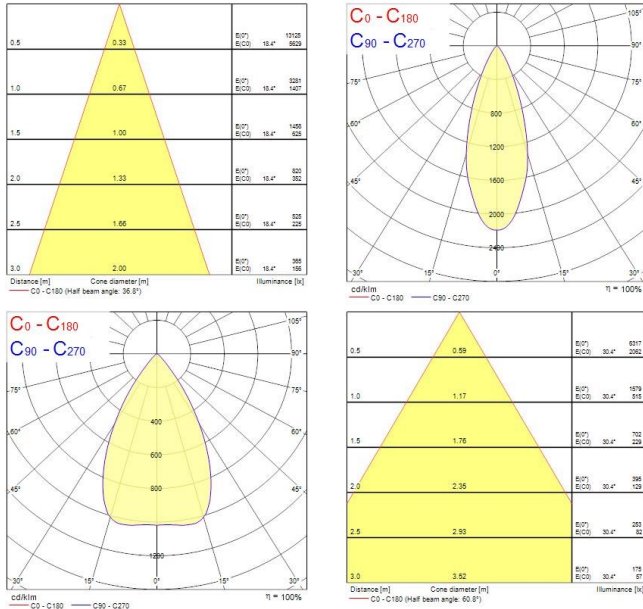 0.5 0.33 E(0°) 13125
E(C0) 18.4° 5629
1.0 0.67 E(0°) 3281
E(C0) 18.4° 1407
1.5 1.00 E(0°) 1458
E(C0) 18.4° 625
2.0 1.33 E(0°) 820
E(C0) 18.4° 352
2.5 1.66 E(0°) 525
E(C0) 18.4° 225
3.0 2.00 E(0°) 365
E(C0) 18.4° 156
Distance [m] Cone diameter [m] Illuminance [lx]
C0 - C180 (Half beam angle: 36.8°)
C0 - C180
C90 - C270
105°
90°
75° 75°
60° 60°
45° 45°
30° 15° 0° 15° 30°
800
1200
1600
2000
2400
cd/klm η = 100%
C0 - C180 C90 - C270
C0 - C180
C90 - C270
105°
90°
75° 75°
60° 60°
45° 45°
30° 15° 0° 15° 30°
400
600
800
1200
cd/klm η = 100%
C0 - C180 C90 - C270
0.5 0.59 E(0°) 6317
E(C0) 30.4° 2062
1.0 1.17 E(0°) 1579
E(C0) 30.4° 515
1.5 1.76 E(0°) 702
E(C0) 30.4° 229
2.0 2.35 E(0°) 395
E(C0) 30.4° 129
2.5 2.93 E(0°) 253
E(C0) 30.4° 82
3.0 3.52 E(0°) 175
E(C0) 30.4° 57
Distance [m] Cone diameter [m] Illuminance [lx]
C0 - C180 (Half beam angle: 60.8°)